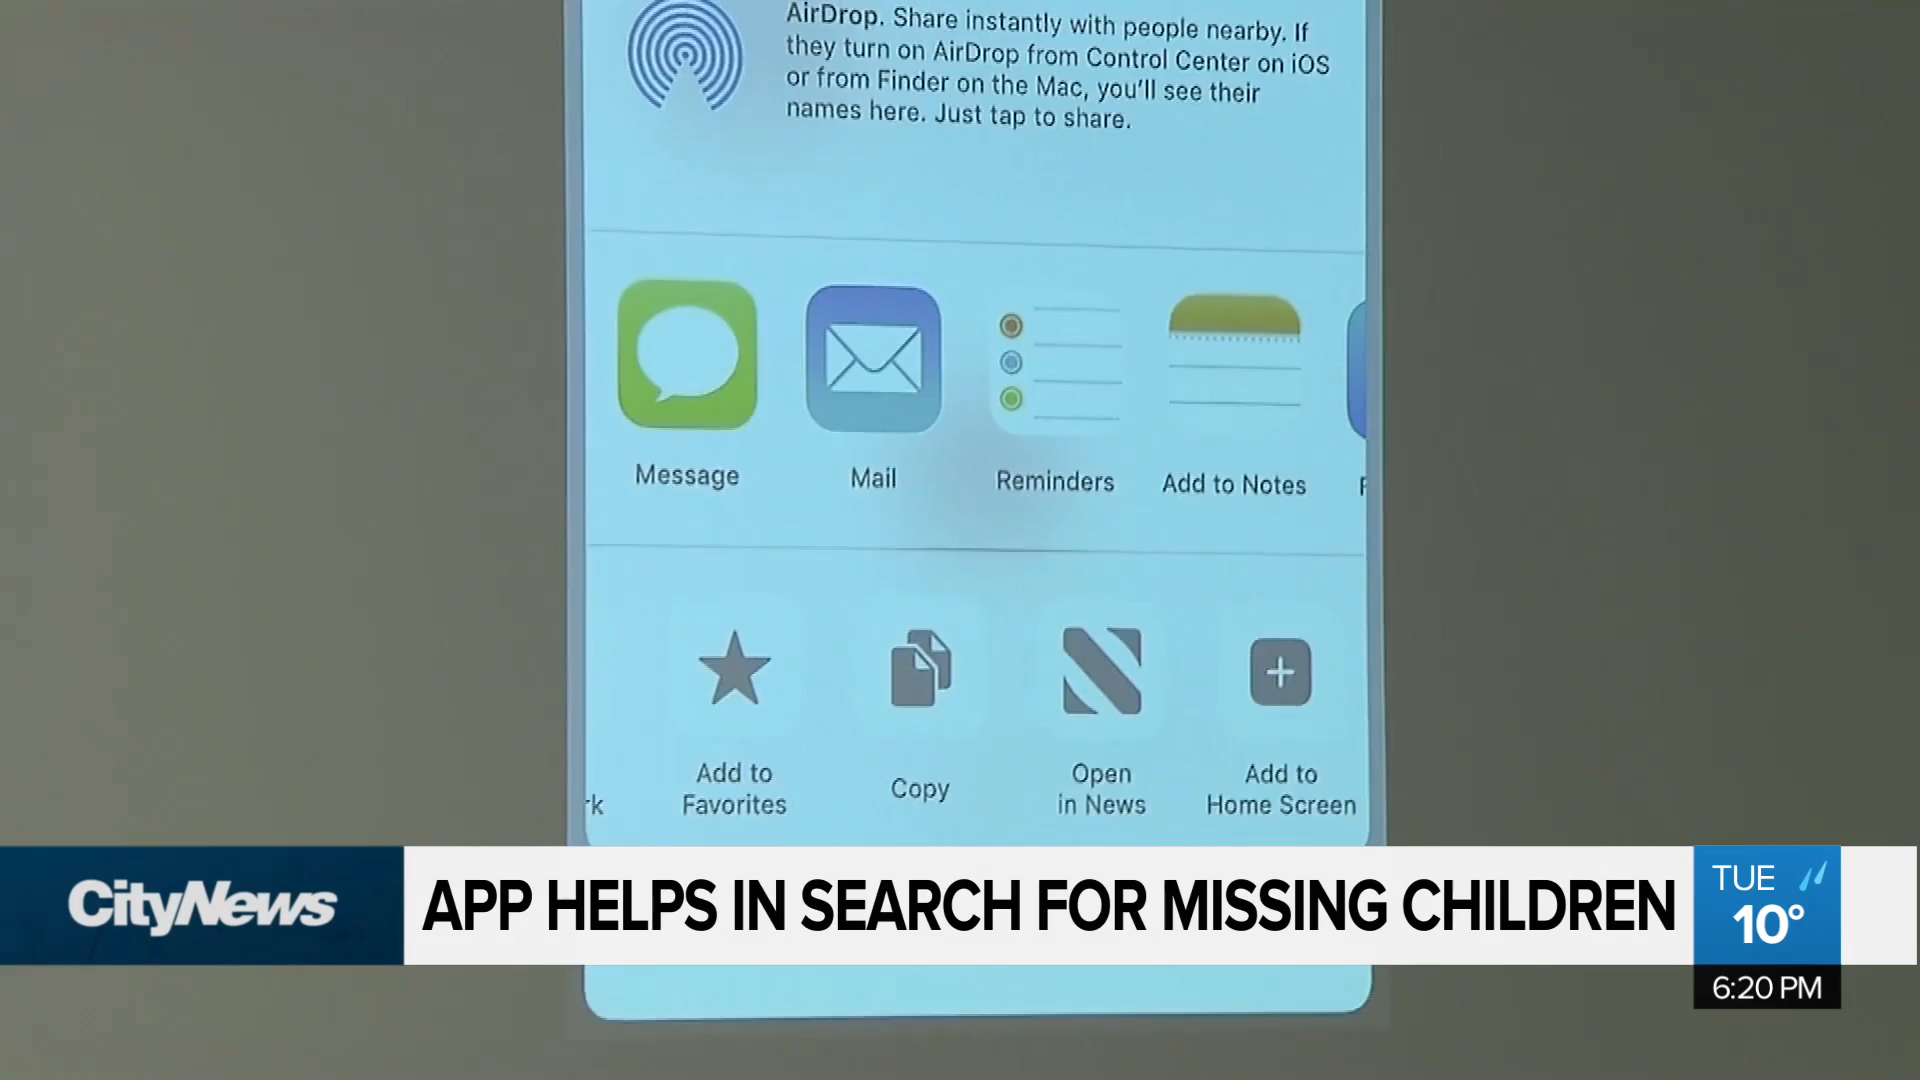 AirDrop. Share instantly with people nearby. If
they turn on AirDrop from Control Center on iOS
or from Finder on the Mac, you'll see their
names here. Just tap to share.
Message
Mail
Reminders
Add to Notes
Add to
Favorites
Copy
Open
in News
Add to
Home Screen
CityNews
APP HELPS IN SEARCH FOR MISSING CHILDREN
TUE
10°
6:20 PM